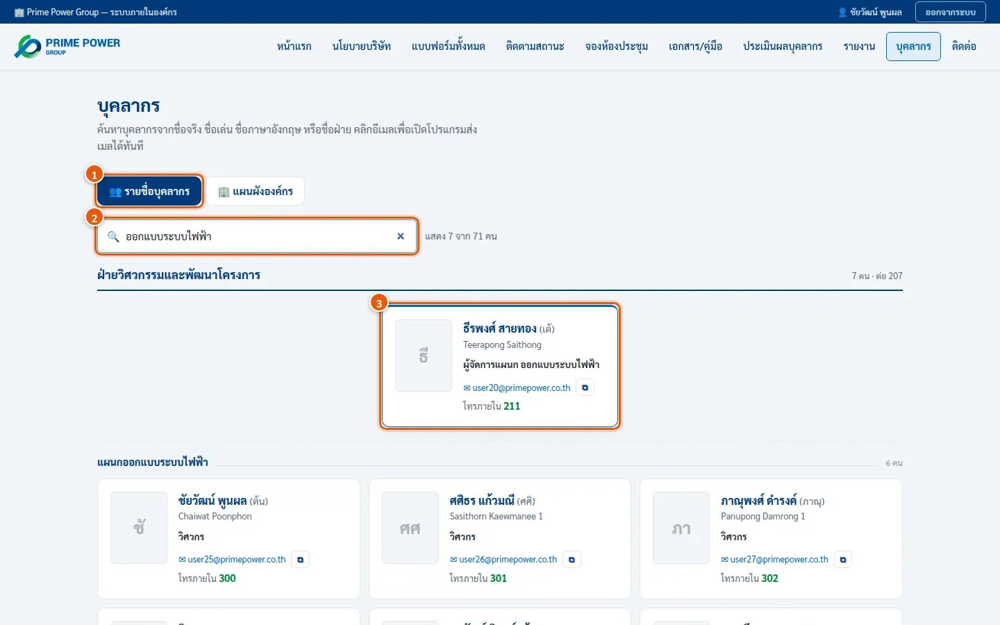 🏢 Prime Power Group — ระบบภายในองค์กร
👤 ชัยวัฒน์ พูนผล
ออกจากระบบ
PRIME POWER
GROUP
หน้าแรก
นโยบายบริษัท
แบบฟอร์มทั้งหมด
ติดตามสถานะ
จองห้องประชุม
เอกสาร/คู่มือ
ประเมินผลบุคลากร
รายงาน
บุคลากร
ติดต่อ
บุคลากร
ค้นหาบุคลากรจากชื่อจริง ชื่อเล่น ชื่อภาษาอังกฤษ หรือชื่อฝ่าย คลิกอีเมลเพื่อเปิดโปรแกรมส่ง
เมลได้ทันที
1
👥 รายชื่อบุคลากร
🏢 แผนผังองค์กร
2
🔍 ออกแบบระบบไฟฟ้า ✕
แสดง 7 จาก 71 คน
ฝ่ายวิศวกรรมและพัฒนาโครงการ
7 คน · ต่อ 207
3
ธี
ธีรพงศ์ สายทอง (เต้)
Teerapong Saithong
ผู้จัดการแผนก ออกแบบระบบไฟฟ้า
✉ user20@primepower.co.th
โทรภายใน 211
แผนกออกแบบระบบไฟฟ้า
6 คน
ชั
ชัยวัฒน์ พูนผล (ต้น)
Chaiwat Poonphon
วิศวกร
✉ user25@primepower.co.th
โทรภายใน 300
ศศ
ศศิธร แก้วมณี (ศศิ)
Sasithorn Kaewmanee 1
วิศวกร
✉ user26@primepower.co.th
โทรภายใน 301
ภา
ภาณุพงศ์ ดำรงค์ (ภาณุ)
Panupong Damrong 1
วิศวกร
✉ user27@primepower.co.th
โทรภายใน 302